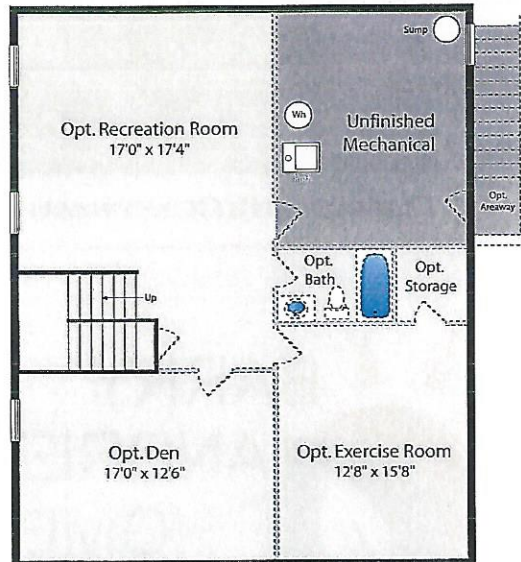 Sump
Opt. Recreation Room
17'0" x 17'4"
Wh
Unfinished
Mechanical
Opt.
Areaway
Opt.
Bath
Opt.
Storage
Up
Opt. Den
17'0" x 12'6"
Opt. Exercise Room
12'8" x 15'8"